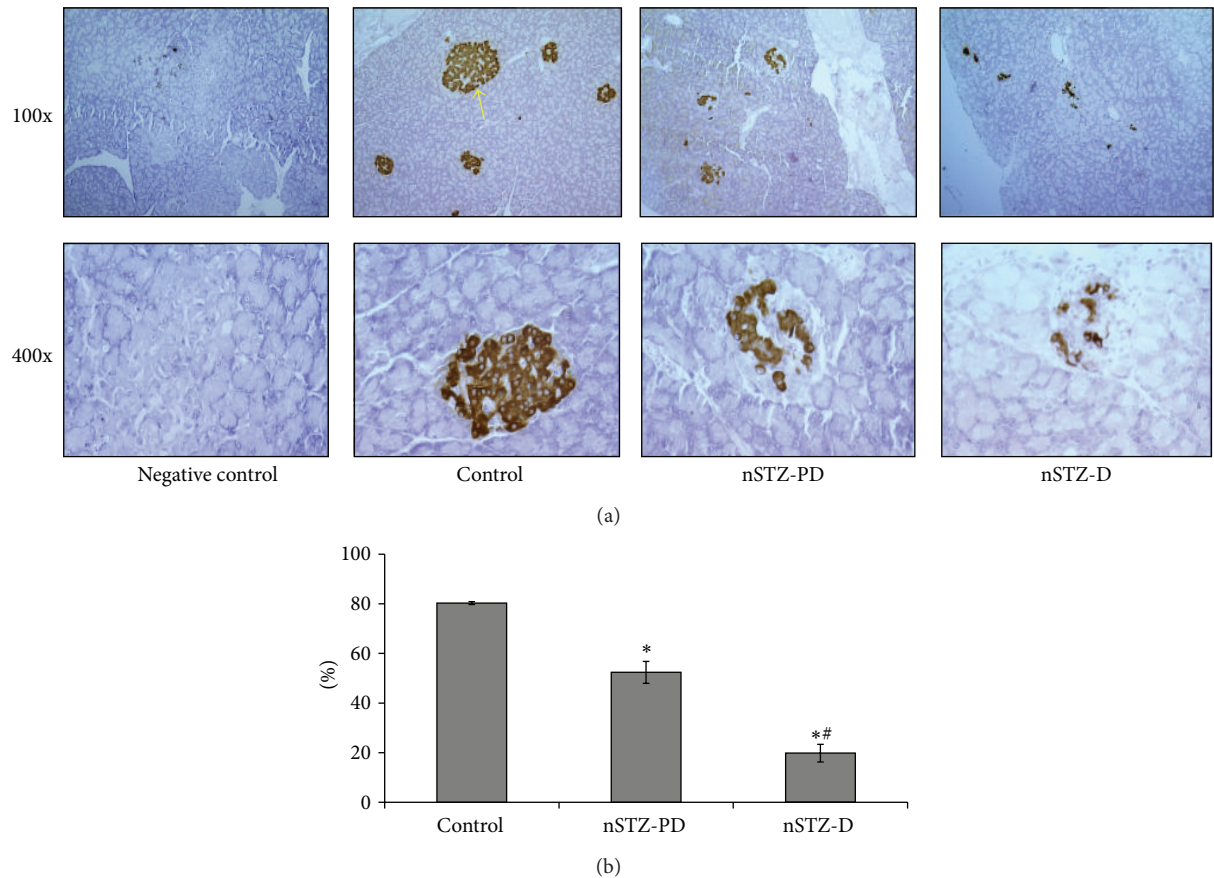 100x
400x
Negative control Control nSTZ-PD nSTZ-D
(a)
100
80
60
40
20
0
(%)
*
*#
Control nSTZ-PD nSTZ-D
(b)